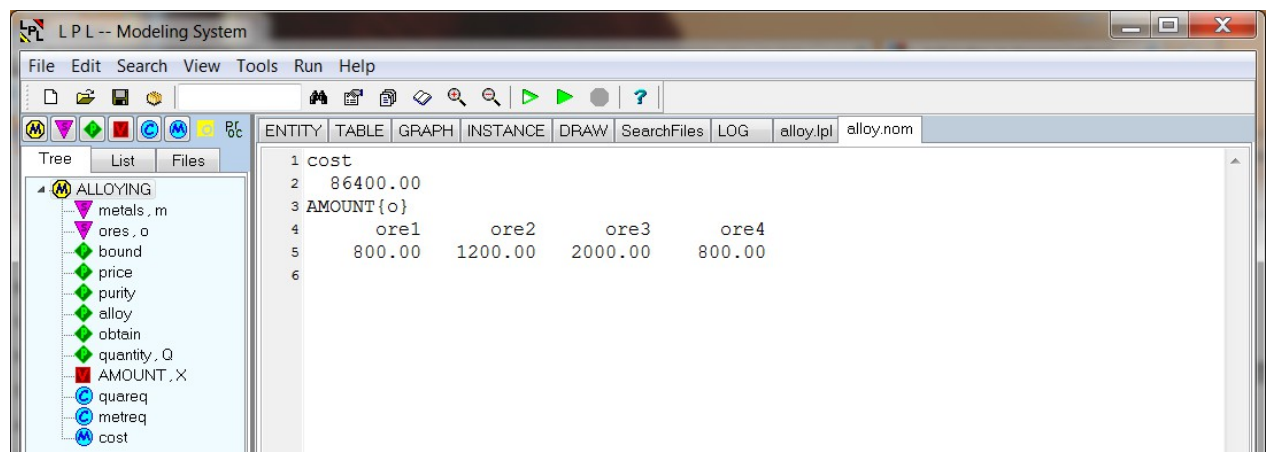 LPL L P L -- Modeling System
File Edit Search View Tools Run Help
M S P V C M
Tree List Files
ENTITY TABLE GRAPH INSTANCE DRAW SearchFiles LOG alloy.lpl alloy.nom
M ALLOYING
S metals , m
S ores , o
P bound
P price
P purity
P alloy
P obtain
P quantity , Q
V AMOUNT , X
C quareq
C metreq
M cost
1 cost
2 86400.00
3 AMOUNT{o}
4 ore1 ore2 ore3 ore4
5 800.00 1200.00 2000.00 800.00
6